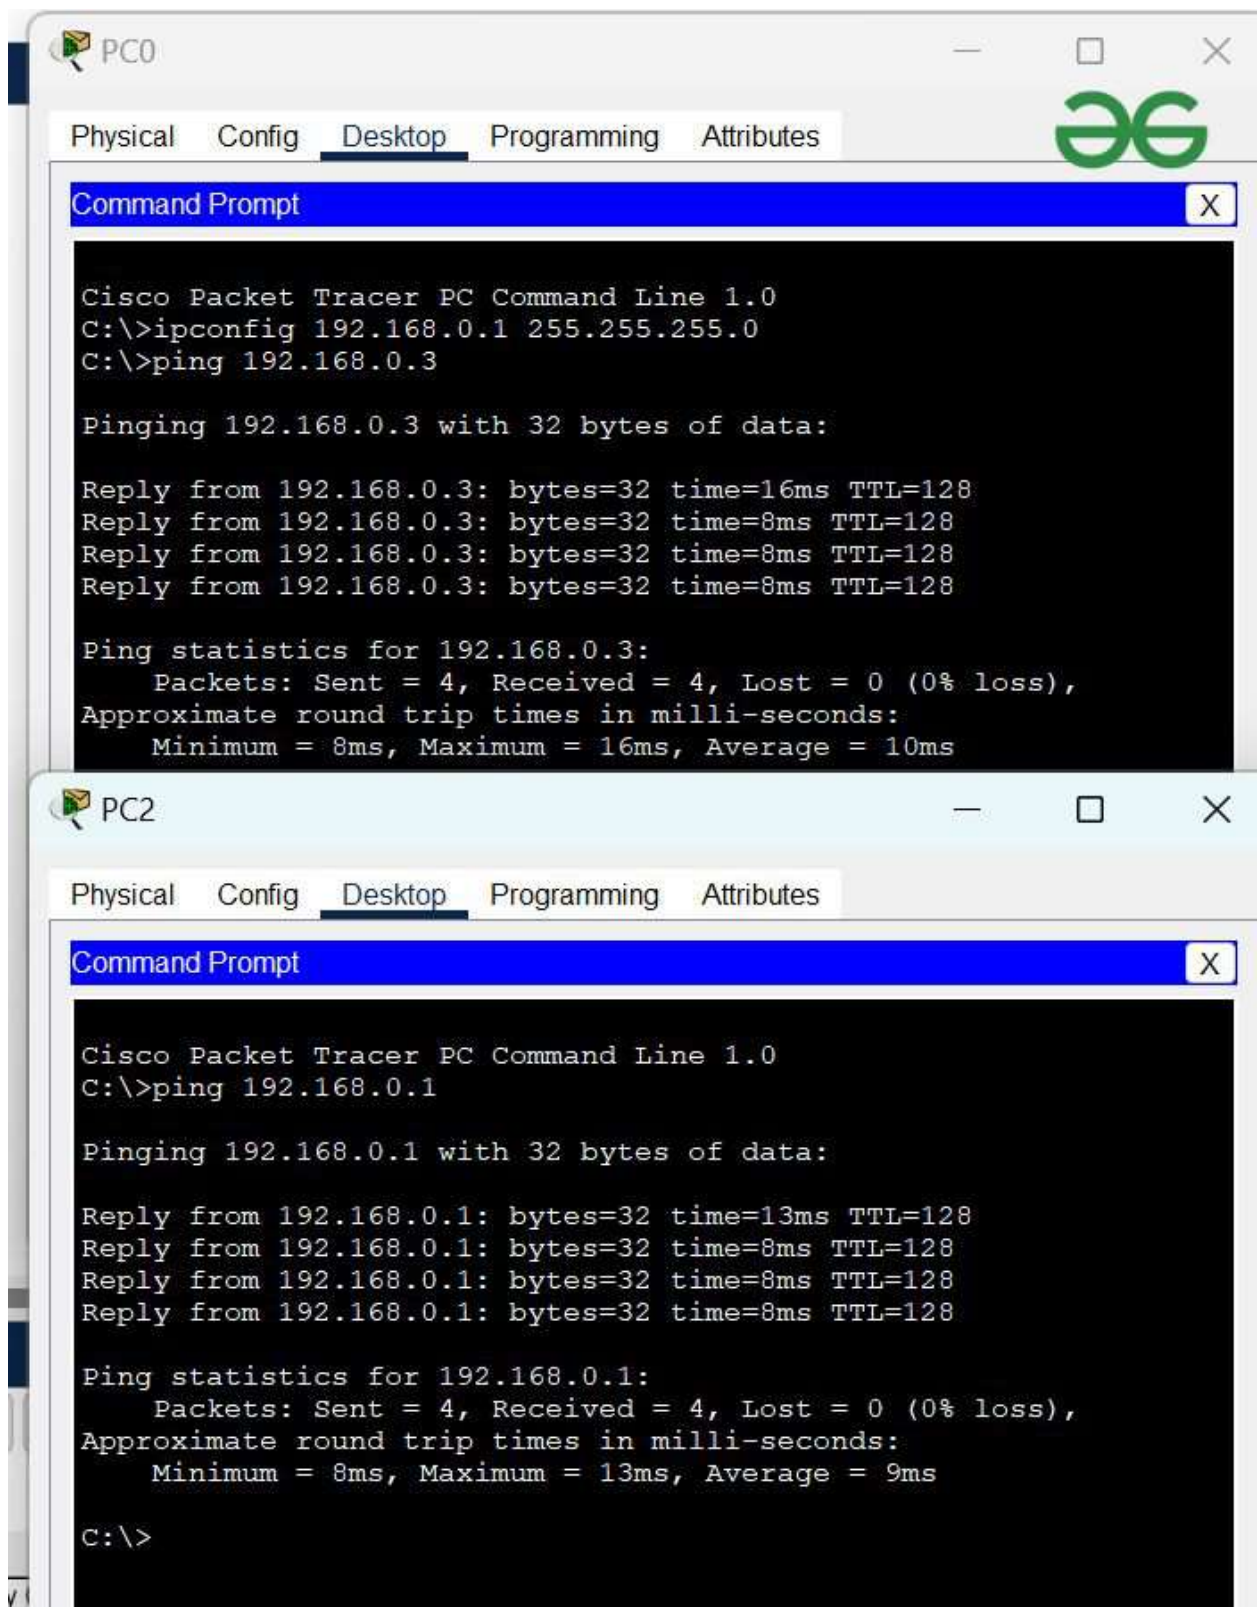 PC0
Physical Config Desktop Programming Attributes
Command Prompt
X
Cisco Packet Tracer PC Command Line 1.0
C:\>ipconfig 192.168.0.1 255.255.255.0
C:\>ping 192.168.0.3
Pinging 192.168.0.3 with 32 bytes of data:
Reply from 192.168.0.3: bytes=32 time=16ms TTL=128
Reply from 192.168.0.3: bytes=32 time=8ms TTL=128
Reply from 192.168.0.3: bytes=32 time=8ms TTL=128
Reply from 192.168.0.3: bytes=32 time=8ms TTL=128
Ping statistics for 192.168.0.3:
Packets: Sent = 4, Received = 4, Lost = 0 (0% loss),
Approximate round trip times in milli-seconds:
Minimum = 8ms, Maximum = 16ms, Average = 10ms
PC2
Physical Config Desktop Programming Attributes
Command Prompt
X
Cisco Packet Tracer PC Command Line 1.0
C:\>ping 192.168.0.1
Pinging 192.168.0.1 with 32 bytes of data:
Reply from 192.168.0.1: bytes=32 time=13ms TTL=128
Reply from 192.168.0.1: bytes=32 time=8ms TTL=128
Reply from 192.168.0.1: bytes=32 time=8ms TTL=128
Reply from 192.168.0.1: bytes=32 time=8ms TTL=128
Ping statistics for 192.168.0.1:
Packets: Sent = 4, Received = 4, Lost = 0 (0% loss),
Approximate round trip times in milli-seconds:
Minimum = 8ms, Maximum = 13ms, Average = 9ms
C:\>